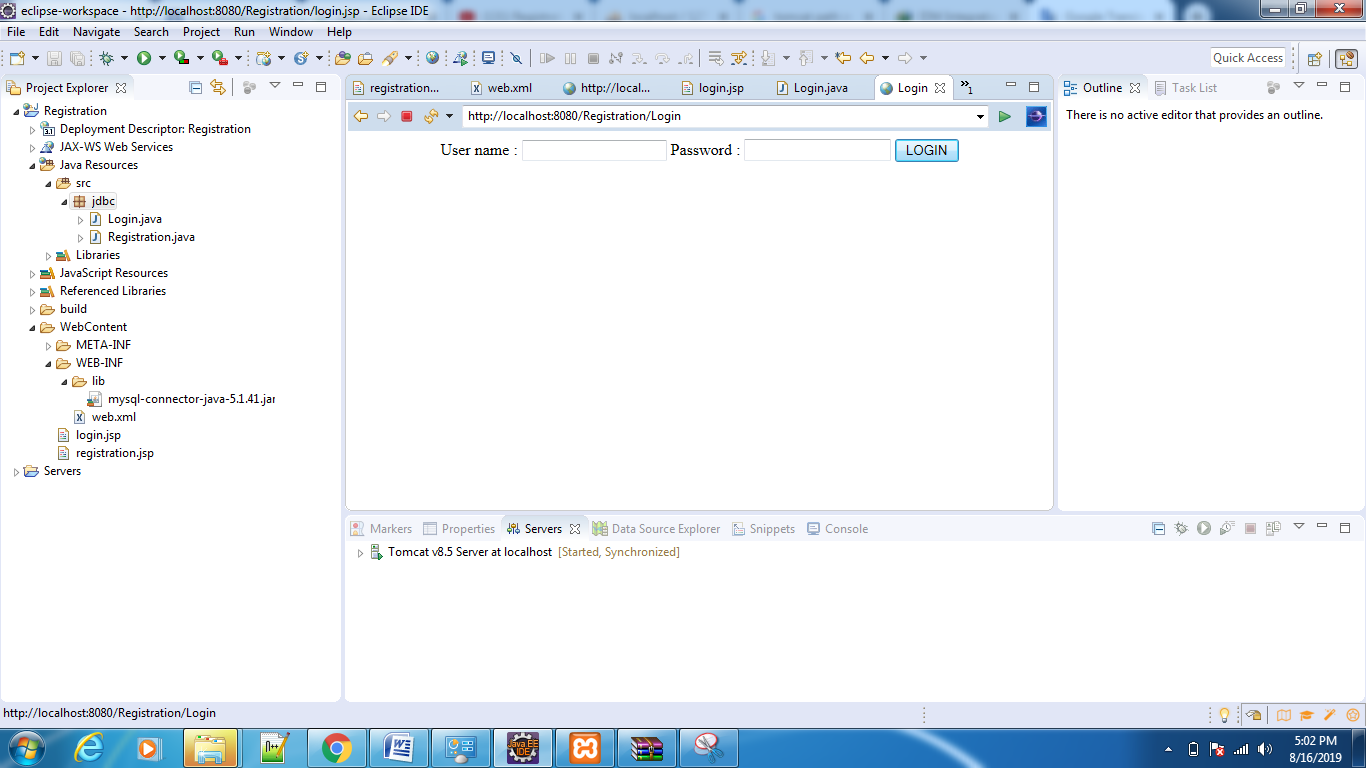 eclipse-workspace - http://localhost:8080/Registration/login.jsp - Eclipse IDE
File Edit Navigate Search Project Run Window Help
Quick Access
Project Explorer
registration... web.xml http://local... login.jsp Login.java Login »1
Outline Task List
Registration
Deployment Descriptor: Registration
JAX-WS Web Services
Java Resources
src
jdbc
Login.java
Registration.java
Libraries
JavaScript Resources
Referenced Libraries
build
WebContent
META-INF
WEB-INF
lib
mysql-connector-java-5.1.41.jar
web.xml
login.jsp
registration.jsp
Servers
http://localhost:8080/Registration/Login
User name : Password : LOGIN
There is no active editor that provides an outline.
Markers Properties Servers Data Source Explorer Snippets Console
Tomcat v8.5 Server at localhost [Started, Synchronized]
http://localhost:8080/Registration/Login
n++
Java EE
IDE
5:02 PM
8/16/2019